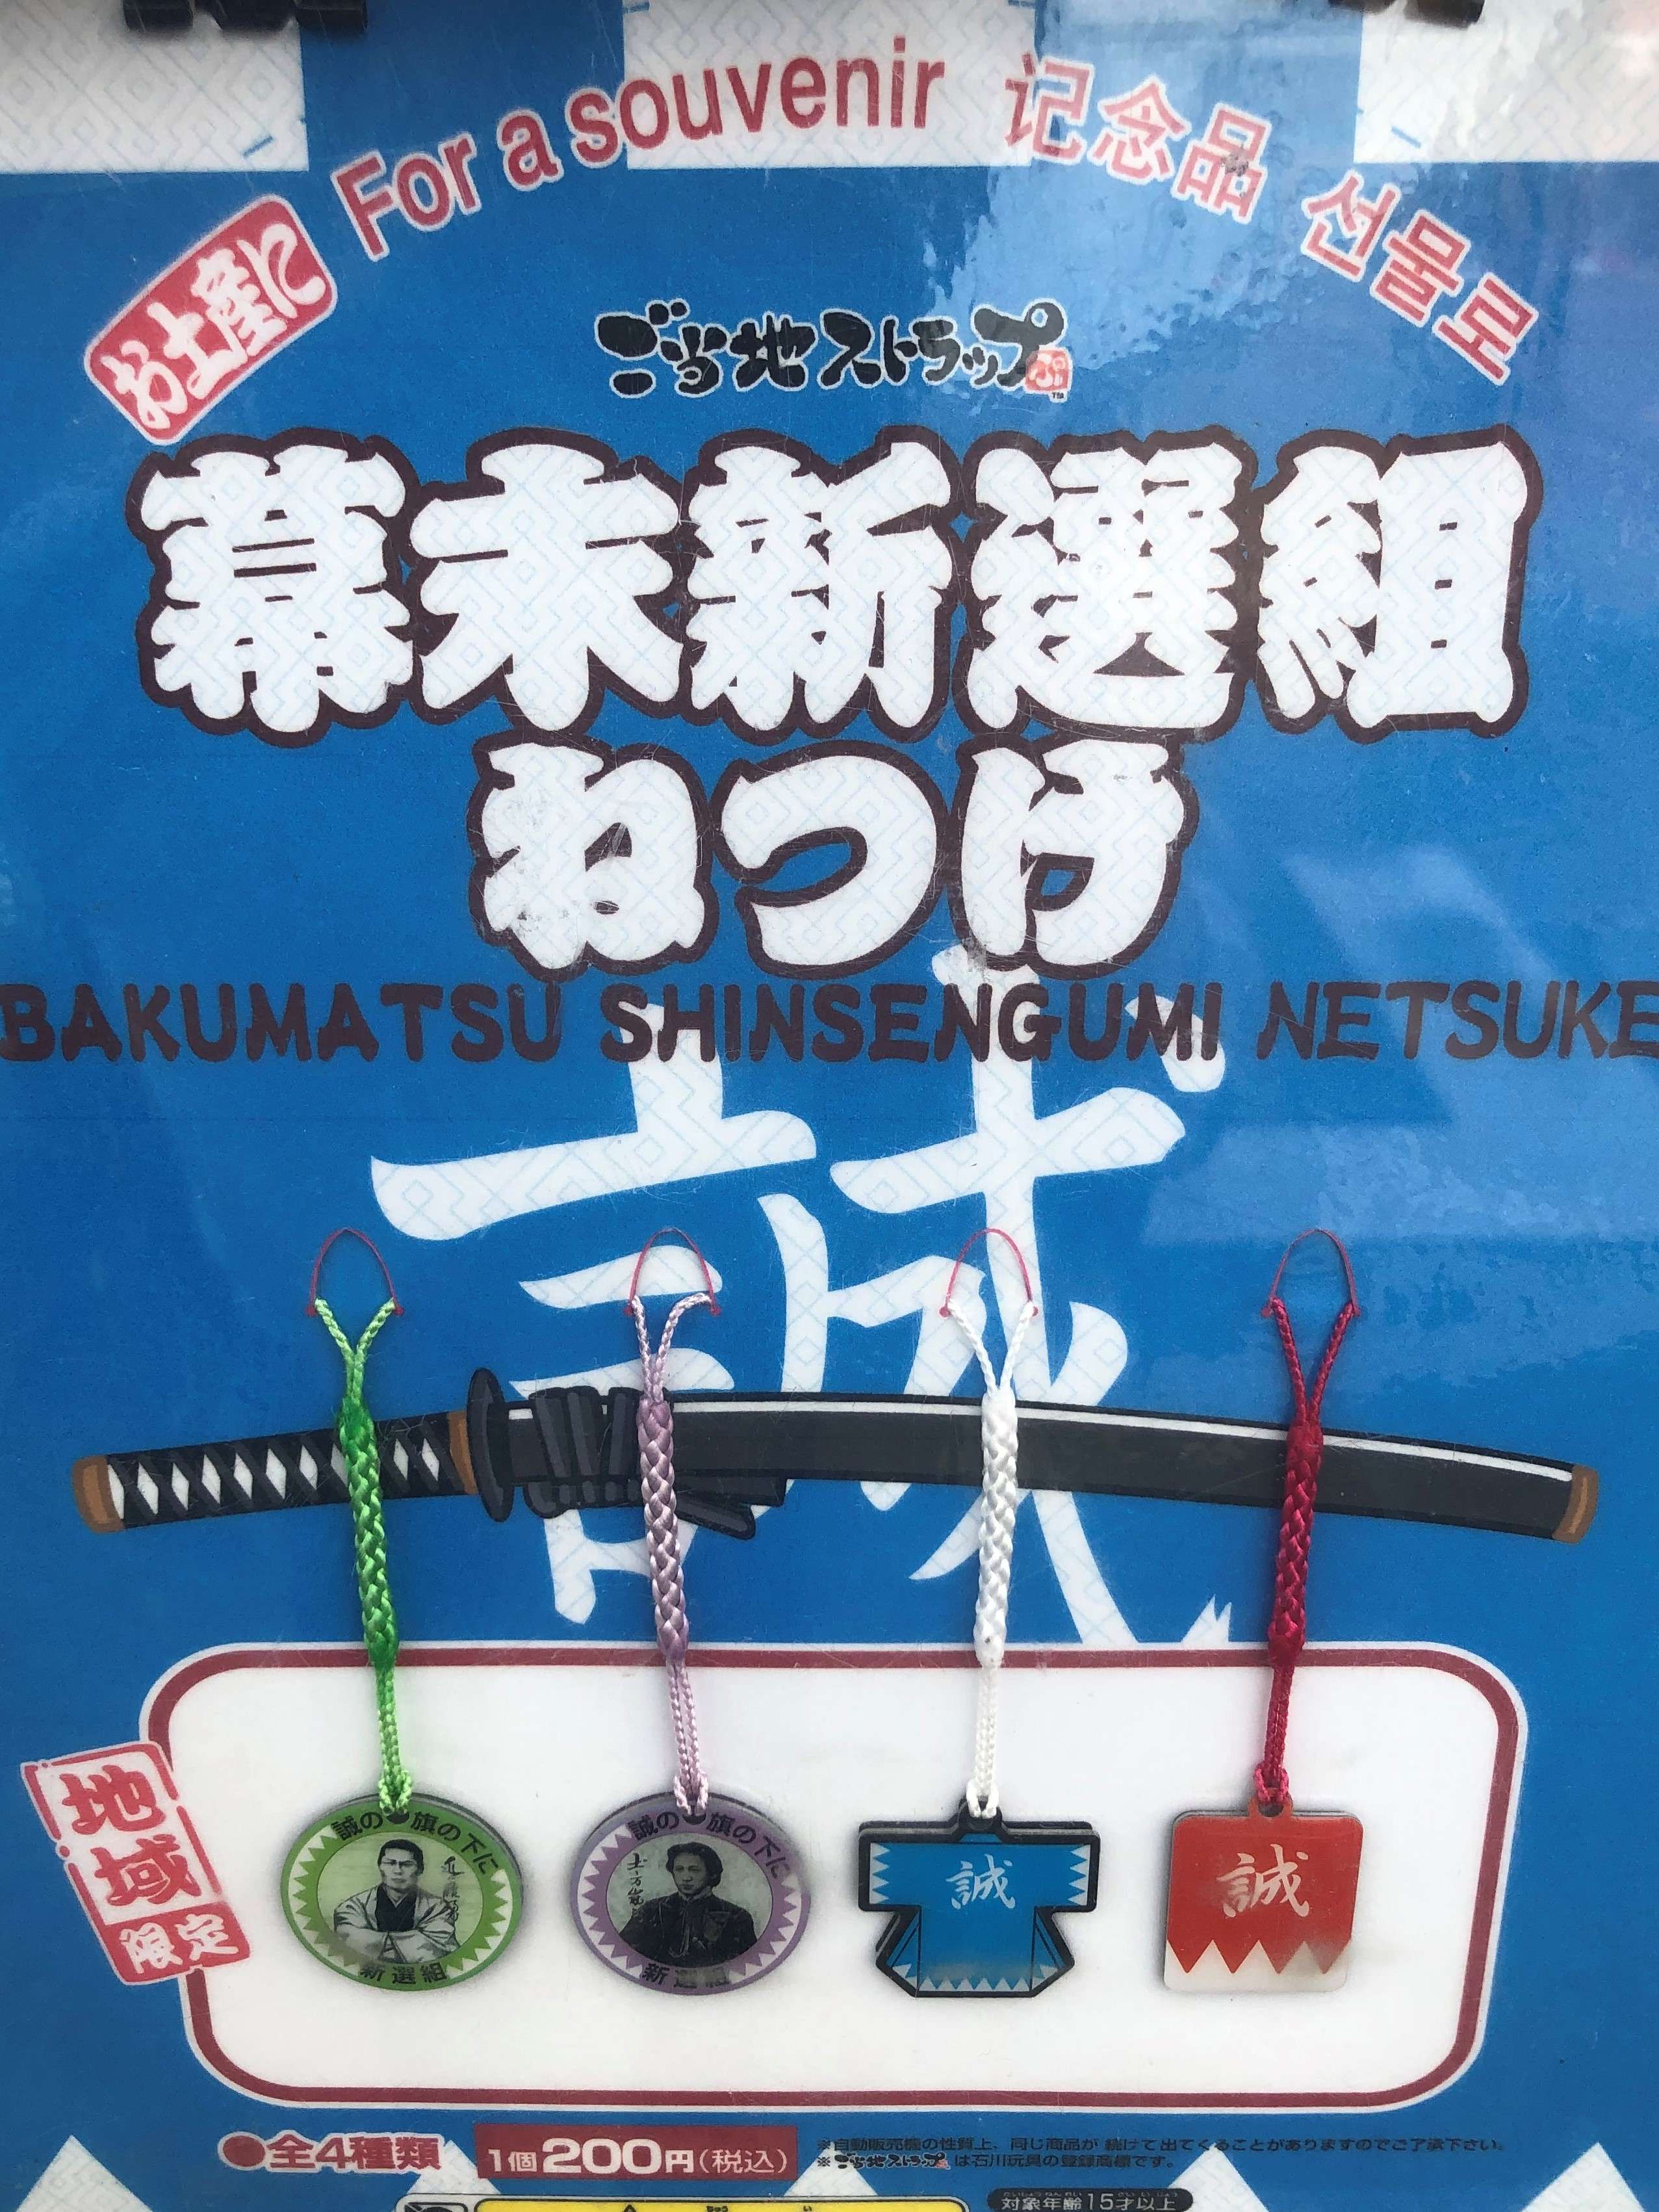 お土産に For a souvenir 记念品 선물로
ご当地ストラップ ぷ TM
幕末新選組
ねつけ
BAKUMATSU SHINSENGUMI NETSUKE
誠
地域
限定
誠の旗の下に
新選組
誠の旗の下に
土方歳
新選組
誠
誠
●全4種類
1個200円(税込)
※自動販売機の性質上、同じ商品が続けて出てくることがありますのでご了承下さい。
※ご当地ストラップは石川玩具の登録商標です。
対象年齢15才以上